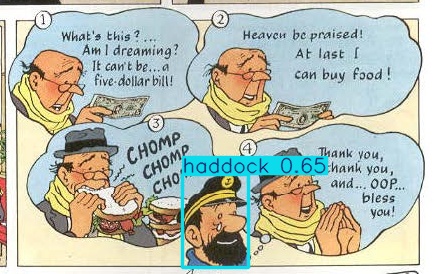 1
What's this?...
Am I dreaming?
It can't be...a
five-dollar bill!
2
Heaven be praised!
At last I
can buy food!
3
CHOMP
CHOMP
CHO
haddock 0.65
4
Thank you,
thank you,
and... OOP...
bless
you!